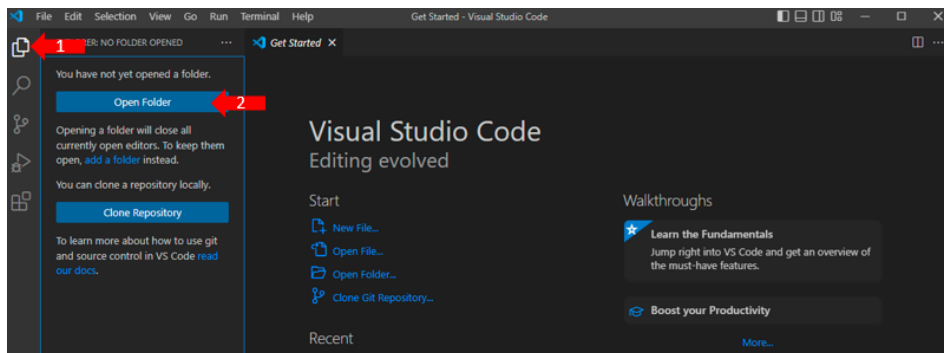 File Edit Selection View Go Run Terminal Help
Get Started - Visual Studio Code
1
NO FOLDER OPENED
Get Started
You have not yet opened a folder.
Open Folder
2
Opening a folder will close all
currently open editors. To keep them
open, add a folder instead.
You can clone a repository locally.
Clone Repository
To learn more about how to use git
and source control in VS Code read
our docs.
Visual Studio Code
Editing evolved
Start
New File...
Open File...
Open Folder...
Clone Git Repository...
Recent
Walkthroughs
Learn the Fundamentals
Jump right into VS Code and get an overview of
the must-have features.
Boost your Productivity
More...